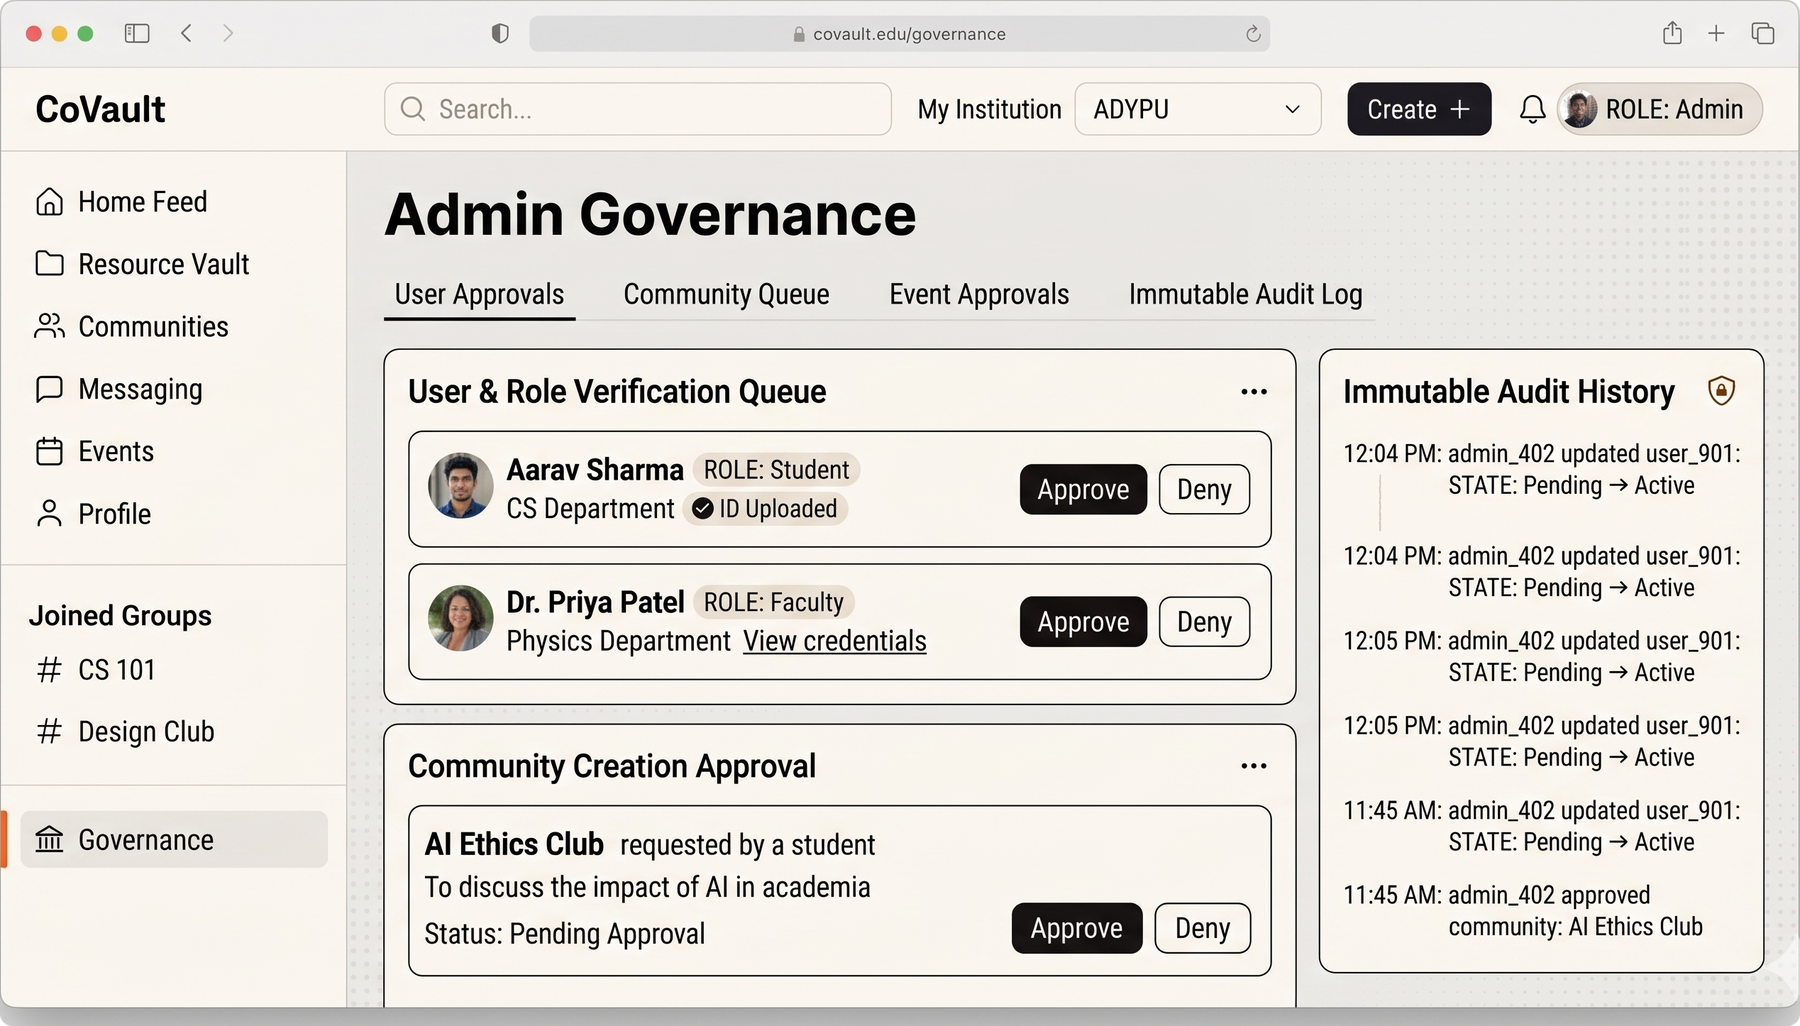 covault.edu/governance
CoVault
Search...
My Institution
ADYPU
Create +
ROLE: Admin
Home Feed
Resource Vault
Communities
Messaging
Events
Profile
Joined Groups
# CS 101
# Design Club
Governance
Admin Governance
User Approvals
Community Queue
Event Approvals
Immutable Audit Log
User & Role Verification Queue
Aarav Sharma ROLE: Student
CS Department ID Uploaded
Approve Deny
Dr. Priya Patel ROLE: Faculty
Physics Department View credentials
Approve Deny
Community Creation Approval
AI Ethics Club requested by a student
To discuss the impact of AI in academia
Status: Pending Approval
Approve Deny
Immutable Audit History
12:04 PM: admin_402 updated user_901:
STATE: Pending → Active
12:04 PM: admin_402 updated user_901:
STATE: Pending → Active
12:05 PM: admin_402 updated user_901:
STATE: Pending → Active
12:05 PM: admin_402 updated user_901:
STATE: Pending → Active
11:45 AM: admin_402 updated user_901:
STATE: Pending → Active
11:45 AM: admin_402 approved
community: AI Ethics Club